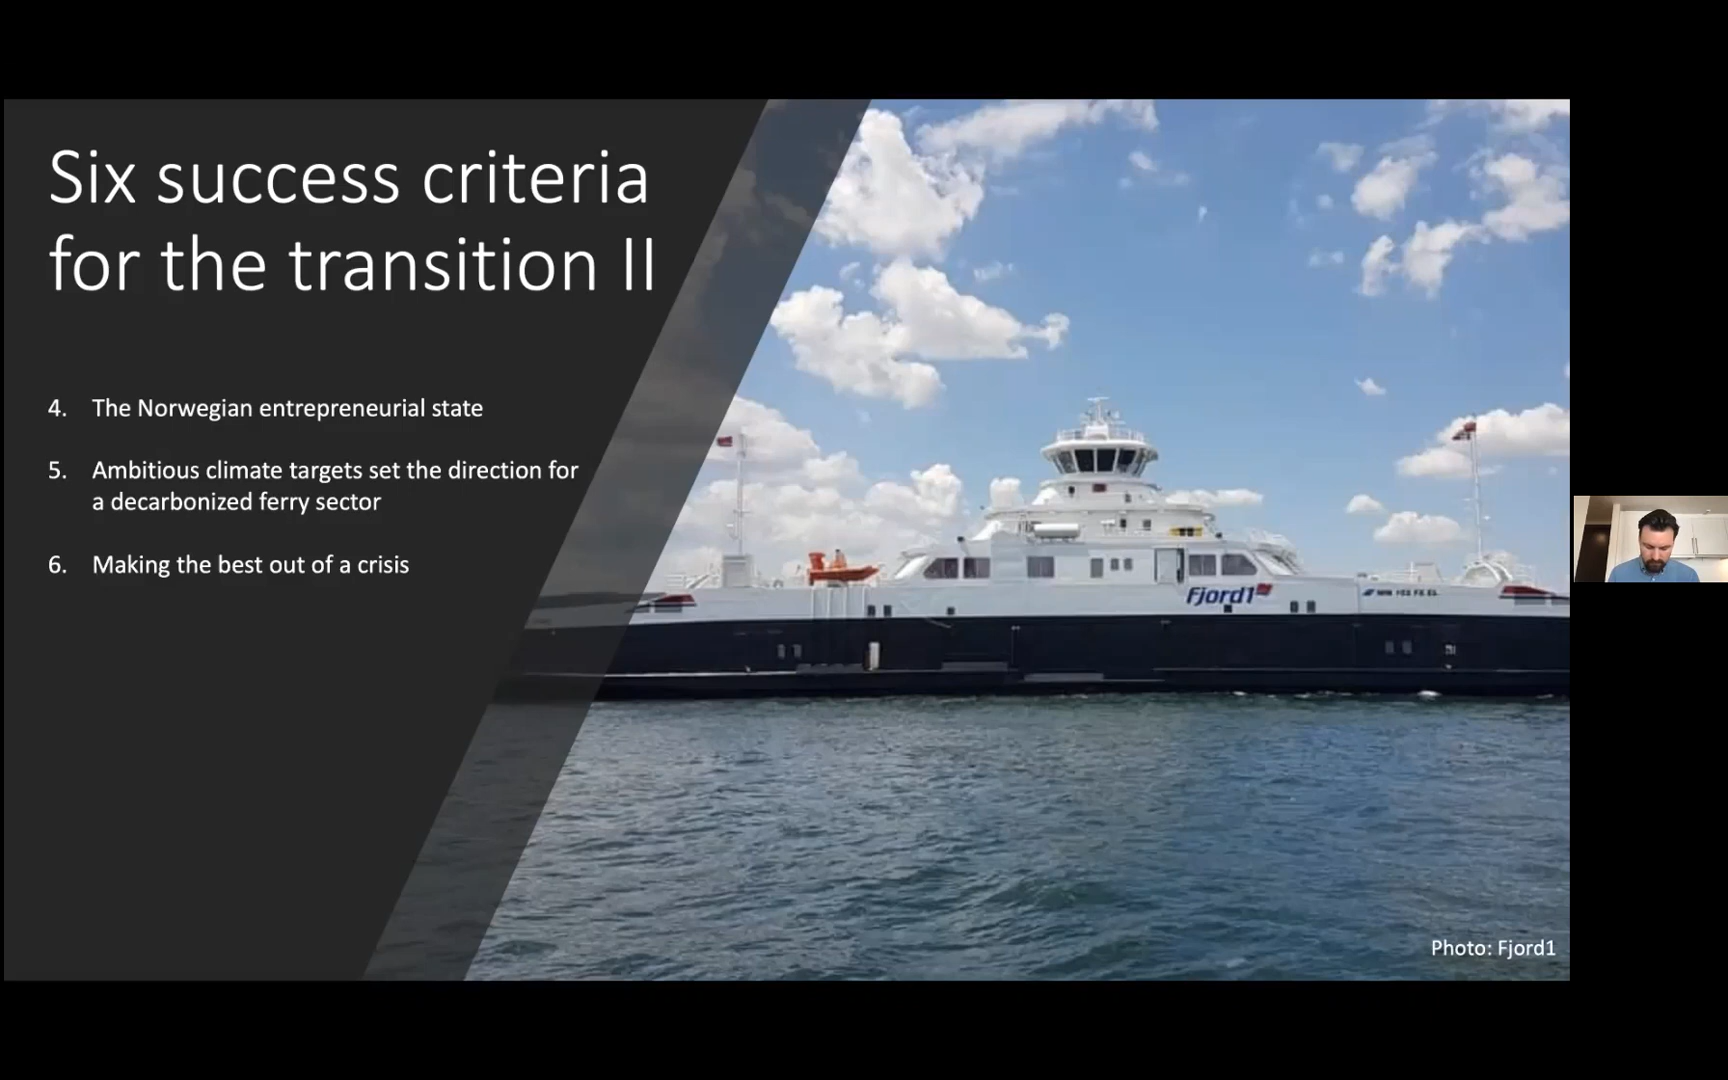 Six success criteria
for the transition II
4. The Norwegian entrepreneurial state
5. Ambitious climate targets set the direction for
a decarbonized ferry sector
6. Making the best out of a crisis
Fjord1
Photo: Fjord1